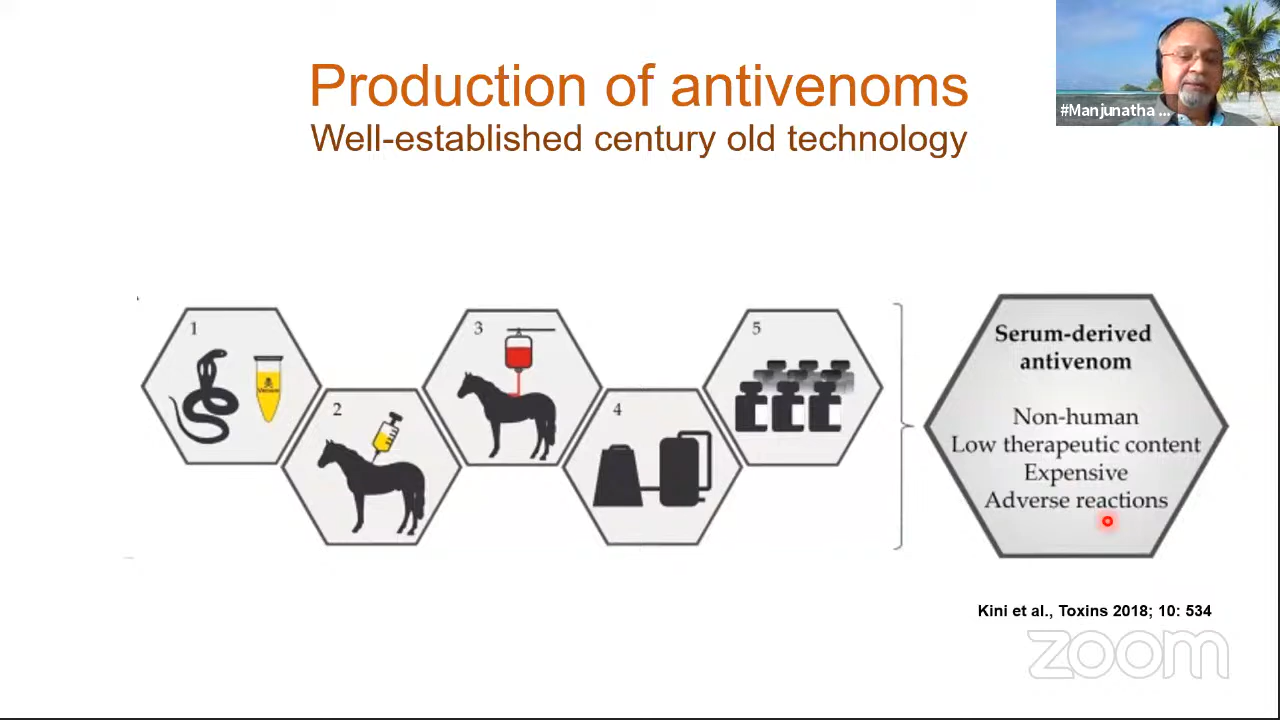 Production of antivenoms
Well-established century old technology
#Manjunatha ...
1
2
3
4
5
Serum-derived
antivenom
Non-human
Low therapeutic content
Expensive
Adverse reactions
Kini et al., Toxins 2018; 10: 534
zoom